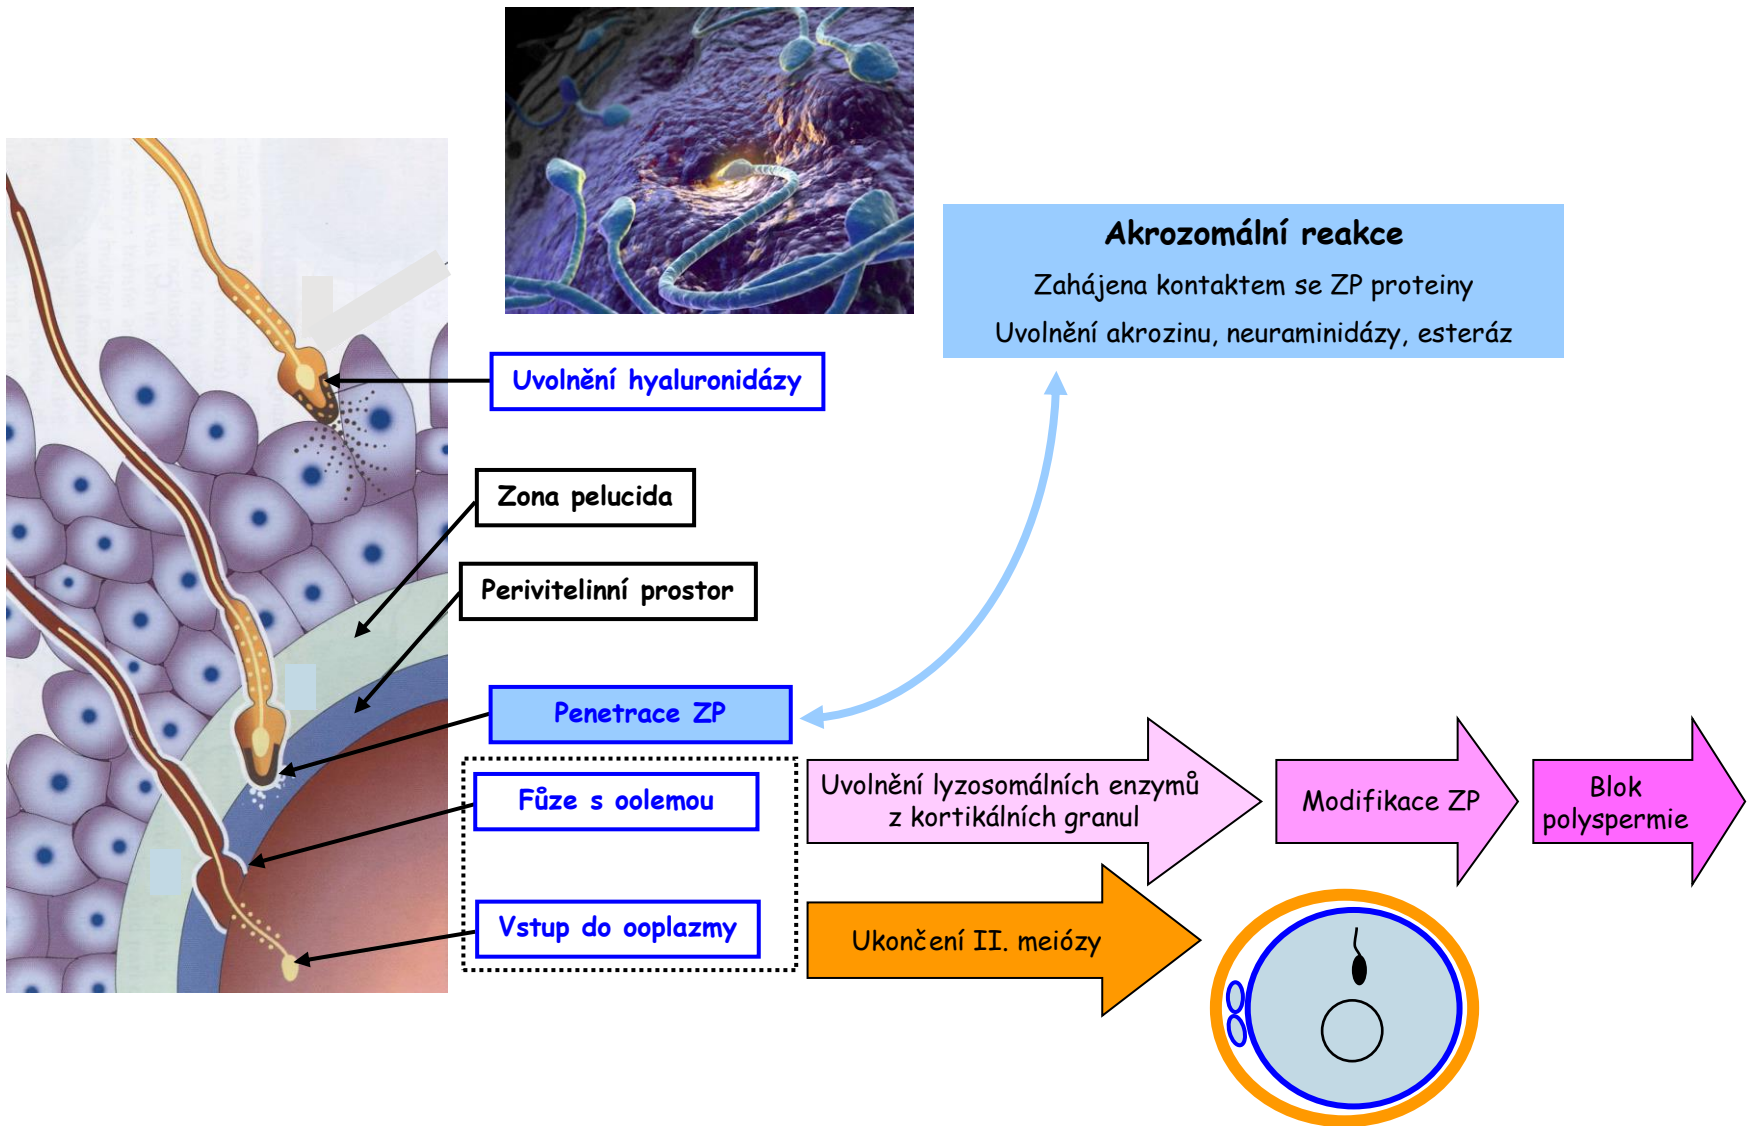 Akrozomální reakce
Zahájena kontaktem se ZP proteiny
Uvolnění akrozinu, neuraminidázy, esteráz
Uvolnění hyaluronidázy
Zona pelucida
Perivitelinní prostor
Penetrace ZP
Fůze s oolemou
Vstup do ooplazmy
Uvolnění lyzosomálních enzymů
z kortikálních granul
Modifikace ZP
Blok
polyspermie
Ukončení II. meiózy